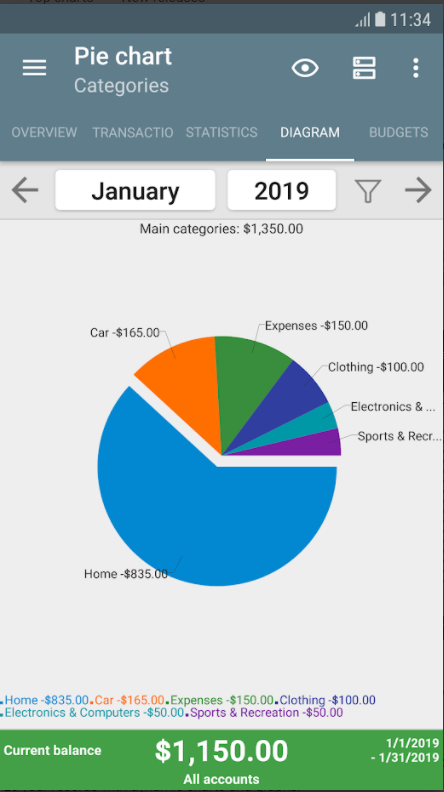 11:34
Pie chart
Categories
OVERVIEW TRANSACTIO STATISTICS DIAGRAM BUDGETS
January 2019
Main categories: $1,350.00
Expenses -$150.00
Car -$165.00
Clothing -$100.00
Electronics & ...
Sports & Recr...
Home -$835.00
Home -$835.00 Car -$165.00 Expenses -$150.00 Clothing -$100.00
Electronics & Computers -$50.00 Sports & Recreation -$50.00
Current balance $1,150.00 1/1/2019
- 1/31/2019
All accounts